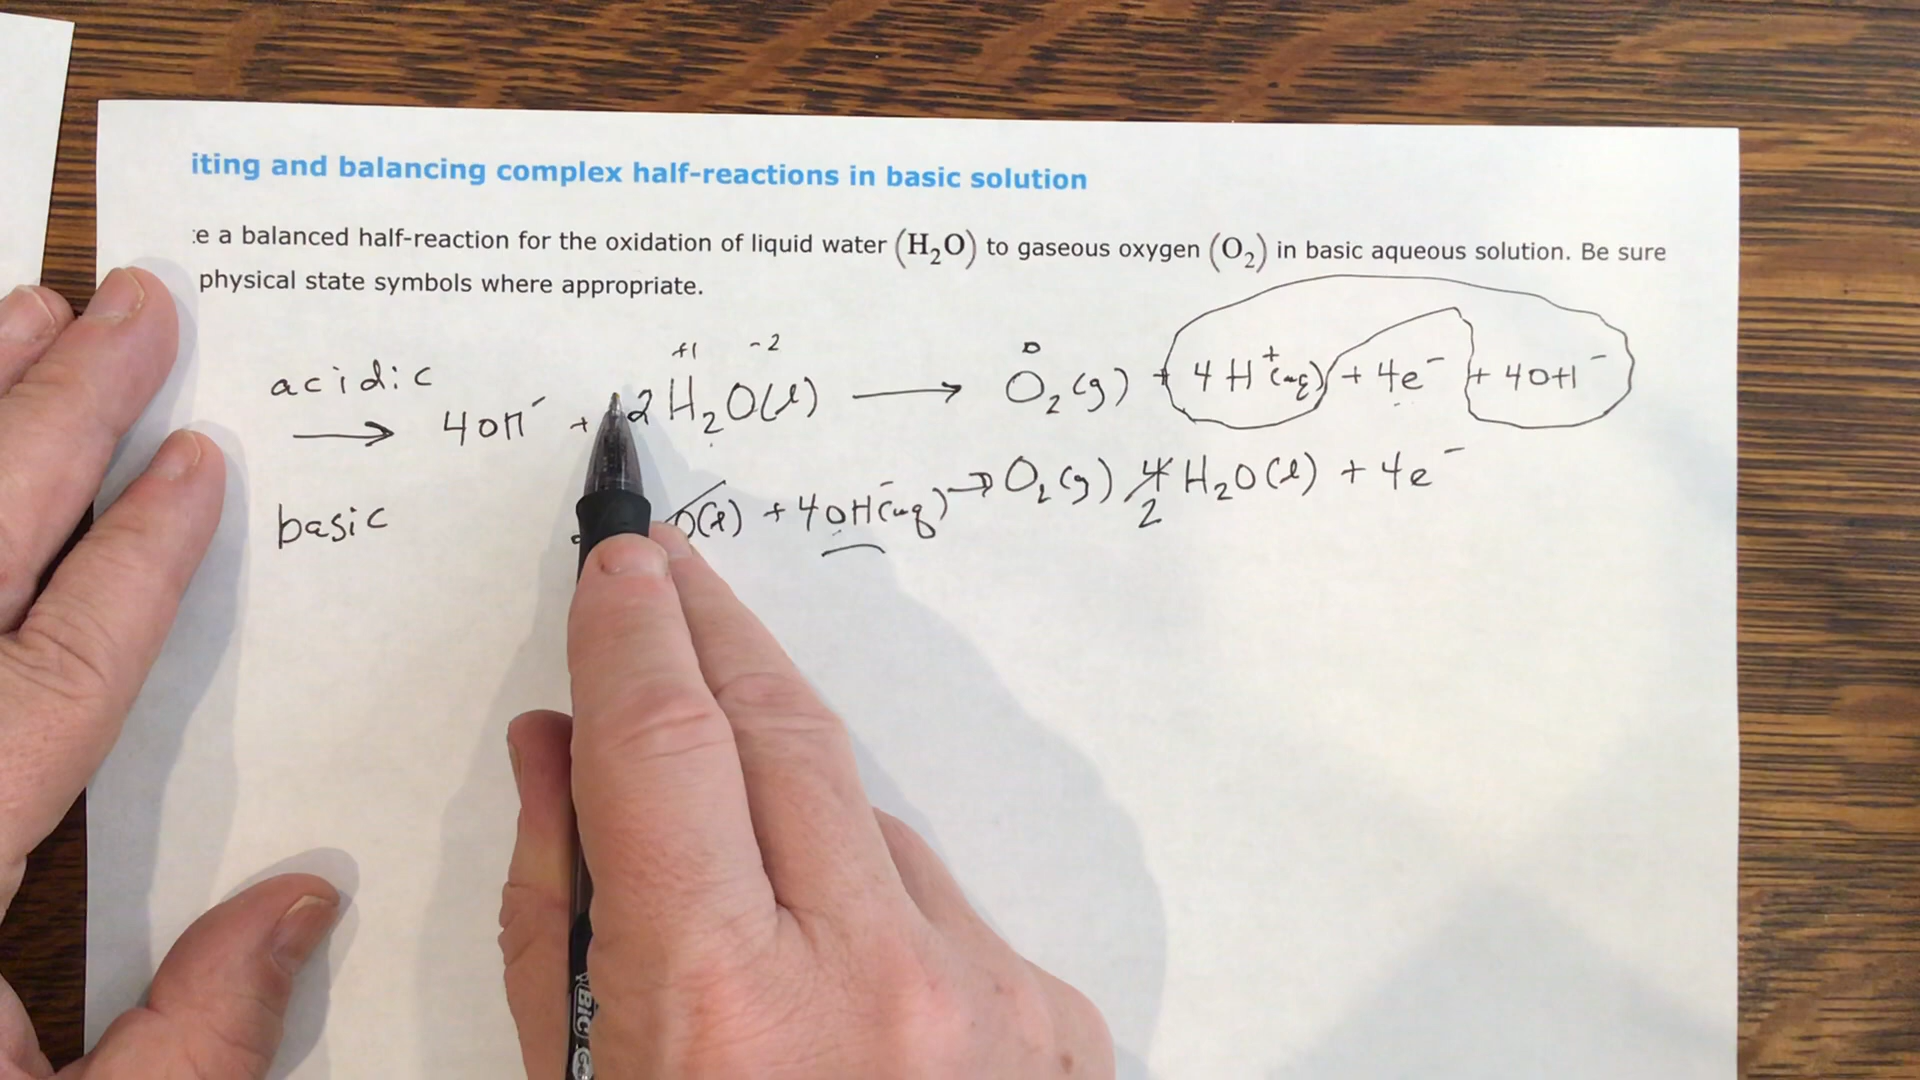 iting and balancing complex half-reactions in basic solution
:e a balanced half-reaction for the oxidation of liquid water (H₂O) to gaseous oxygen (O₂) in basic aqueous solution. Be sure
physical state symbols where appropriate.
+1 -2 0
acidic
→ 4OH⁻ + 2H₂O(l) → O₂(g) + 4H⁺(aq) + 4e⁻ + 4OH⁻
basic O(l) + 4OH⁻(aq) → O₂(g) 4 H₂O(l) + 4e⁻
2
BIC